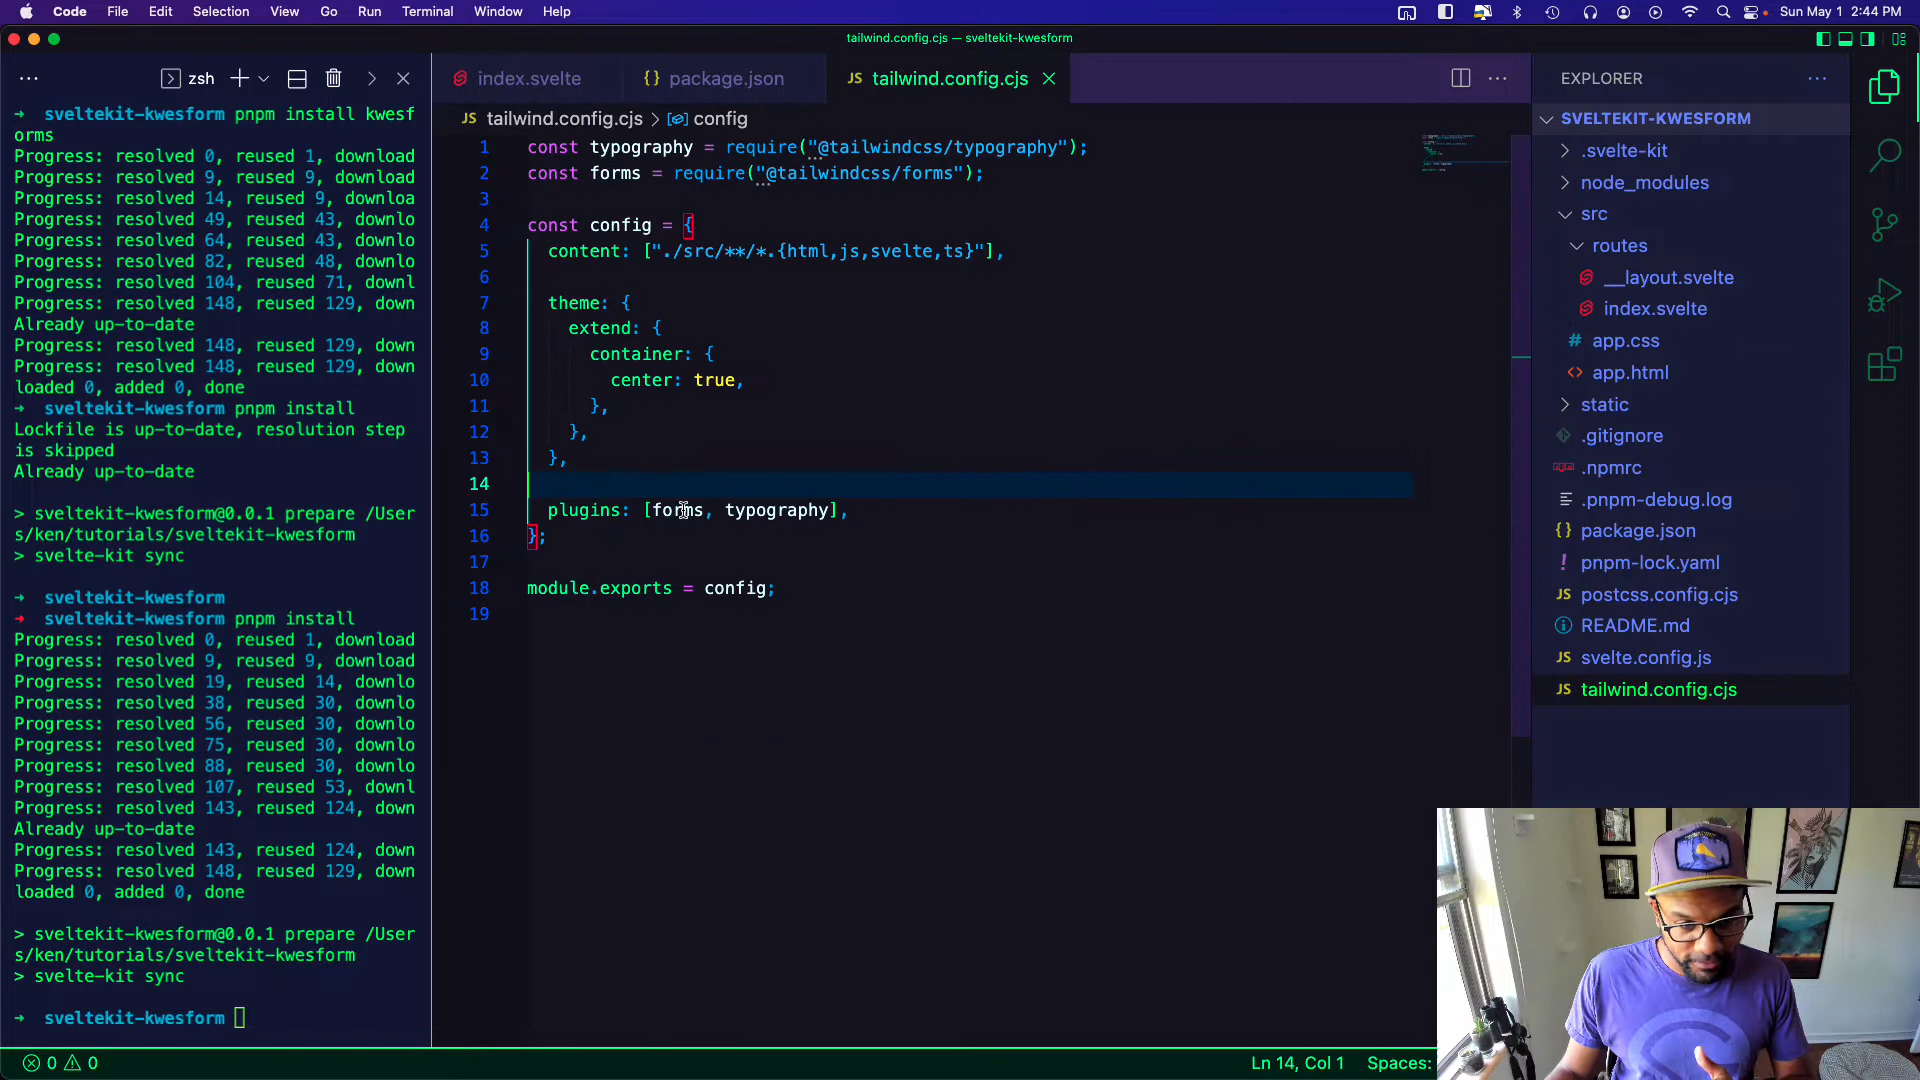 Code File Edit Selection View Go Run Terminal Window Help Sun May 1 2:44 PM
tailwind.config.cjs — sveltekit-kwesform
zsh
➜ sveltekit-kwesform pnpm install kwesf
orms
Progress: resolved 0, reused 1, download
Progress: resolved 9, reused 9, download
Progress: resolved 14, reused 9, downloa
Progress: resolved 49, reused 43, downlo
Progress: resolved 64, reused 43, downlo
Progress: resolved 82, reused 48, downlo
Progress: resolved 104, reused 71, downl
Progress: resolved 148, reused 129, down
Already up-to-date
Progress: resolved 148, reused 129, down
Progress: resolved 148, reused 129, down
loaded 0, added 0, done
➜ sveltekit-kwesform pnpm install
Lockfile is up-to-date, resolution step
is skipped
Already up-to-date
> sveltekit-kwesform@0.0.1 prepare /User
s/ken/tutorials/sveltekit-kwesform
> svelte-kit sync
➜ sveltekit-kwesform
➜ sveltekit-kwesform pnpm install
Progress: resolved 0, reused 1, download
Progress: resolved 9, reused 9, download
Progress: resolved 19, reused 14, downlo
Progress: resolved 38, reused 30, downlo
Progress: resolved 56, reused 30, downlo
Progress: resolved 75, reused 30, downlo
Progress: resolved 88, reused 30, downlo
Progress: resolved 107, reused 53, downl
Progress: resolved 143, reused 124, down
Already up-to-date
Progress: resolved 143, reused 124, down
Progress: resolved 148, reused 129, down
loaded 0, added 0, done
> sveltekit-kwesform@0.0.1 prepare /User
s/ken/tutorials/sveltekit-kwesform
> svelte-kit sync
➜ sveltekit-kwesform
index.svelte {} package.json JS tailwind.config.cjs
JS tailwind.config.cjs > config
1 const typography = require("@tailwindcss/typography");
2 const forms = require("@tailwindcss/forms");
3
4 const config = {
5 content: ["./src/**/*.{html,js,svelte,ts}"],
6
7 theme: {
8 extend: {
9 container: {
10 center: true,
11 },
12 },
13 },
14
15 plugins: [forms, typography],
16 };
17
18 module.exports = config;
19
EXPLORER
SVELTEKIT-KWESFORM
.svelte-kit
node_modules
src
routes
__layout.svelte
index.svelte
# app.css
<> app.html
static
.gitignore
.npmrc
.pnpm-debug.log
{} package.json
! pnpm-lock.yaml
JS postcss.config.cjs
README.md
JS svelte.config.js
JS tailwind.config.cjs
0 0
Ln 14, Col 1 Spaces: